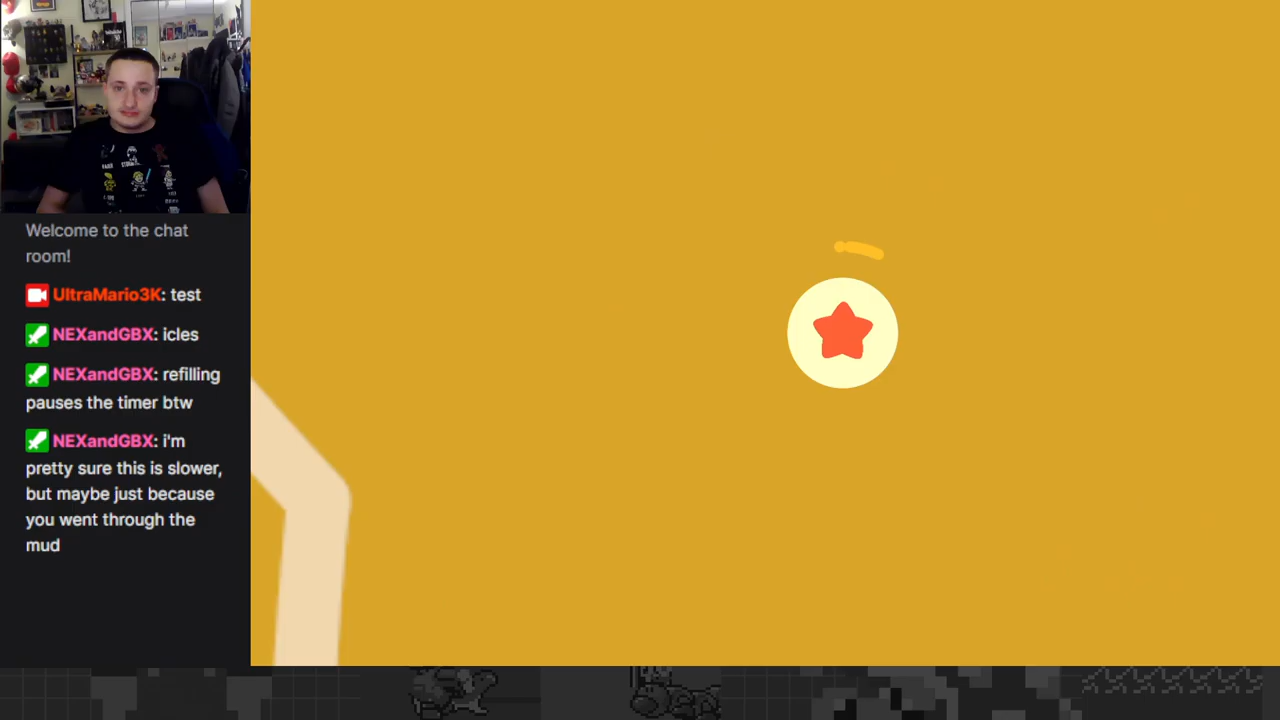 Welcome to the chat
room!
UltraMario3K: test
NEXandGBX: icles
NEXandGBX: refilling
pauses the timer btw
NEXandGBX: i'm
pretty sure this is slower,
but maybe just because
you went through the
mud